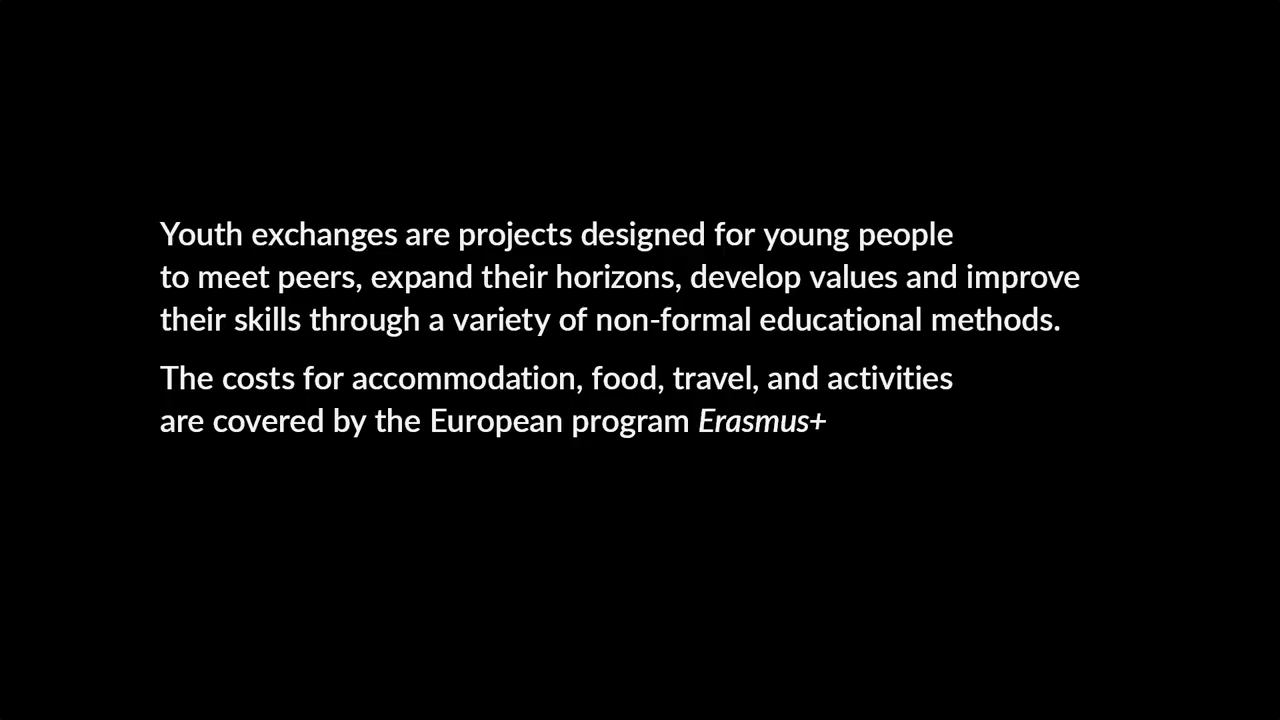 Youth exchanges are projects designed for young people
to meet peers, expand their horizons, develop values and improve
their skills through a variety of non-formal educational methods.
The costs for accommodation, food, travel, and activities
are covered by the European program Erasmus+